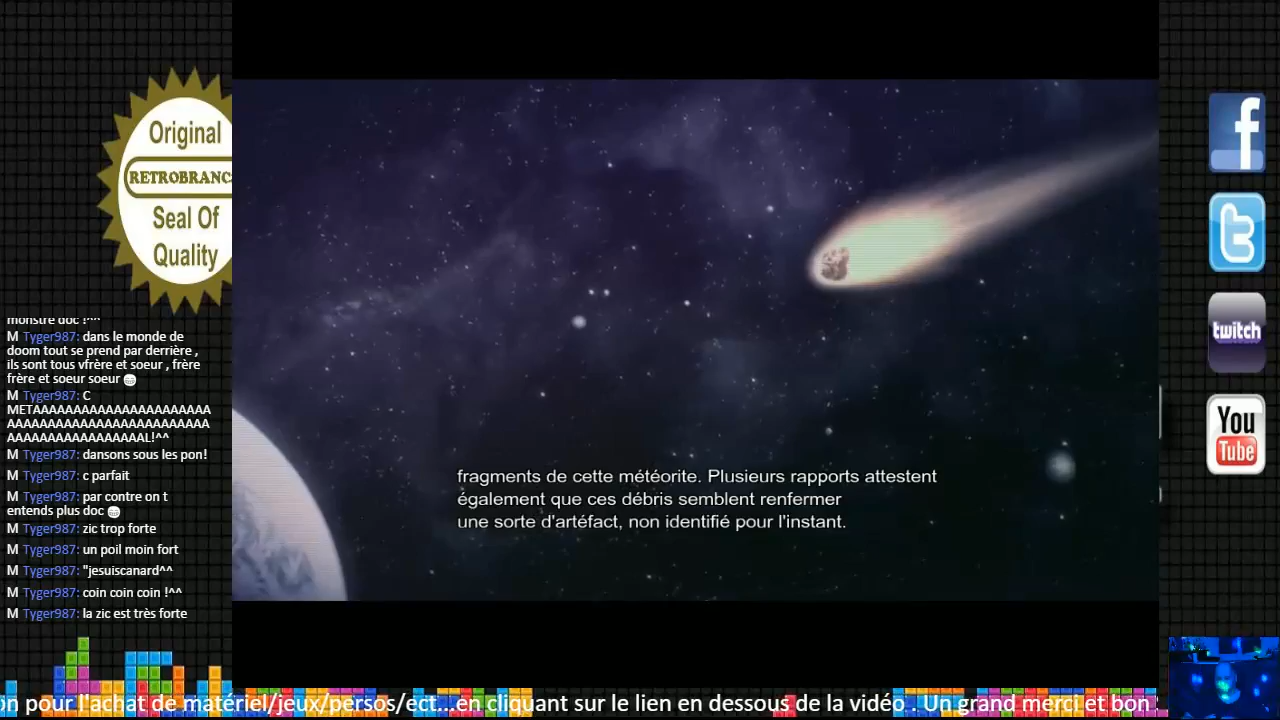 Original
RETROBRANC
Seal Of
Quality
monstre doc !^^
M Tyger987: dans le monde de
doom tout se prend par derrière ,
ils sont tous vfrère et soeur , frère
frère et soeur soeur
M Tyger987: C
METAAAAAAAAAAAAAAAAAAAAAA
AAAAAAAAAAAAAAAAAAAAAAAAA
AAAAAAAAAAAAAAAAAL!^^
M Tyger987: dansons sous les pon!
M Tyger987: c parfait
M Tyger987: par contre on t
entends plus doc
M Tyger987: zic trop forte
M Tyger987: un poil moin fort
M Tyger987: "jesuiscanard^^
M Tyger987: coin coin coin !^^
M Tyger987: la zic est très forte
fragments de cette météorite. Plusieurs rapports attestent
également que ces débris semblent renfermer
une sorte d'artéfact, non identifié pour l'instant.
f
t
twitch
You
Tube
on pour l'achat de matériel/jeux/persos/ect...en cliquant sur le lien en dessous de la vidéo . Un grand merci et bon